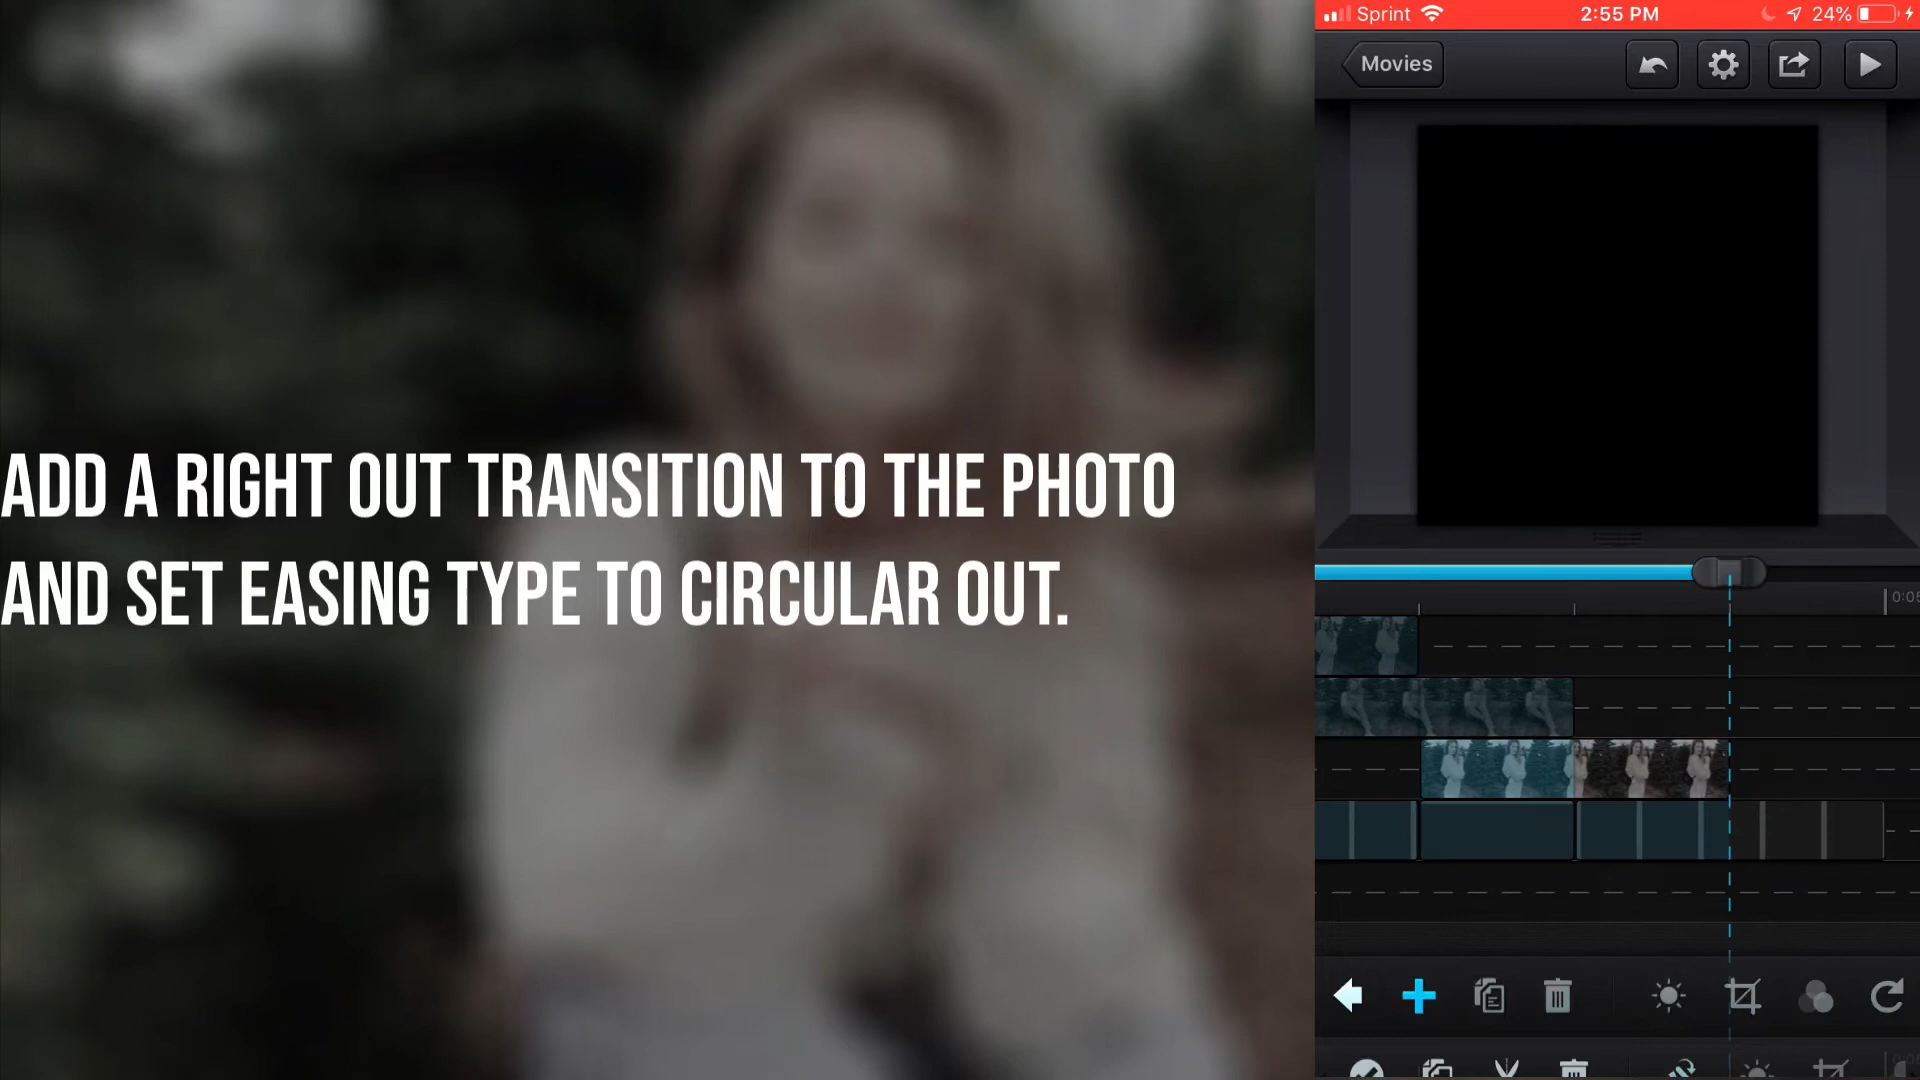 Sprint 2:55 PM 24%
Movies
ADD A RIGHT OUT TRANSITION TO THE PHOTO
AND SET EASING TYPE TO CIRCULAR OUT.